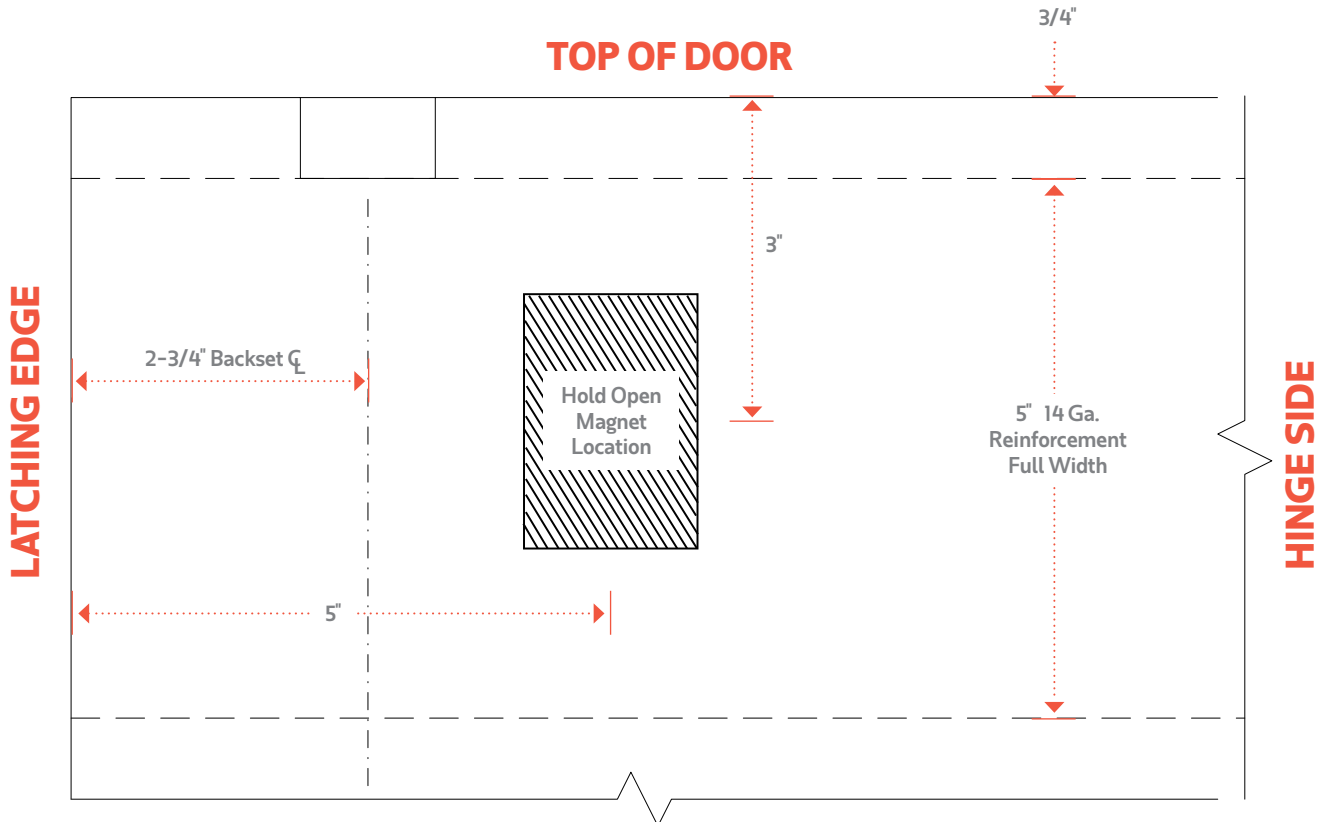 3/4"
TOP OF DOOR
3"
LATCHING EDGE
2-3/4" Backset ℄
Hold Open
Magnet
Location
5" 14 Ga.
Reinforcement
Full Width
HINGE SIDE
5"